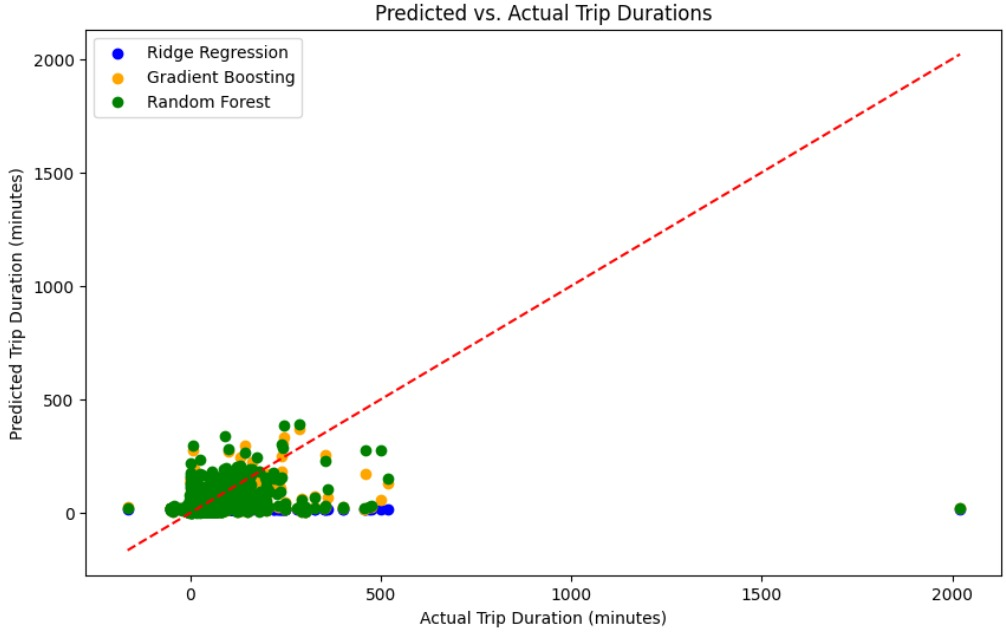 Predicted vs. Actual Trip Durations
Ridge Regression
Gradient Boosting
Random Forest
Predicted Trip Duration (minutes)
2000
1500
1000
500
0
0 500 1000 1500 2000
Actual Trip Duration (minutes)